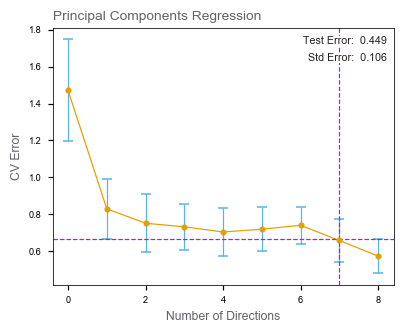 Principal Components Regression
Test Error: 0.449
Std Error: 0.106
1.8
1.6
1.4
1.2
1.0
0.8
0.6
CV Error
0 2 4 6 8
Number of Directions